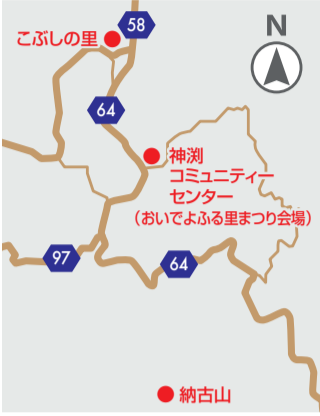 58
N
こぶしの里
64
神渕
コミュニティー
センター
（おいでよふる里まつり会場）
97
64
納古山